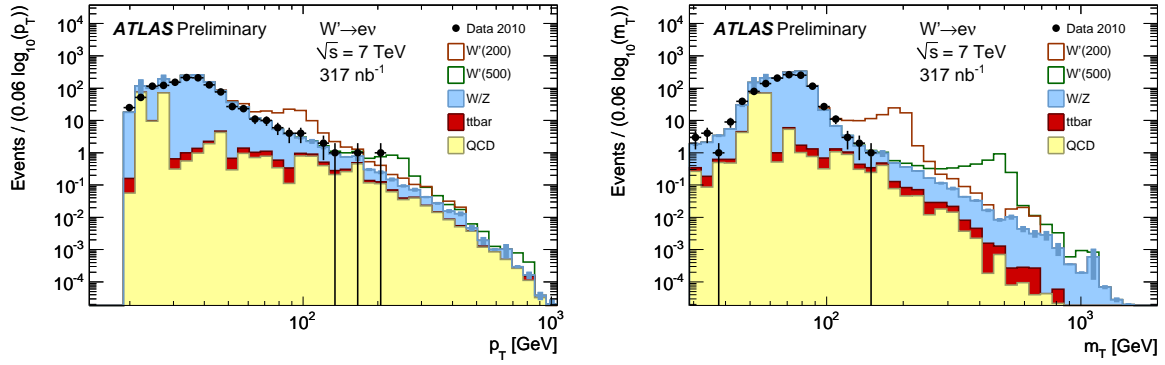 Events / (0.06 log₁₀(p_T))
ATLAS Preliminary
W'→eν
√s = 7 TeV
317 nb⁻¹
Data 2010
W'(200)
W'(500)
W/Z
ttbar
QCD
10⁴
10³
10²
10
1
10⁻¹
10⁻²
10⁻³
10⁻⁴
10²
10³
p_T [GeV]
Events / (0.06 log₁₀(m_T))
ATLAS Preliminary
W'→eν
√s = 7 TeV
317 nb⁻¹
Data 2010
W'(200)
W'(500)
W/Z
ttbar
QCD
10⁴
10³
10²
10
1
10⁻¹
10⁻²
10⁻³
10⁻⁴
10²
10³
m_T [GeV]